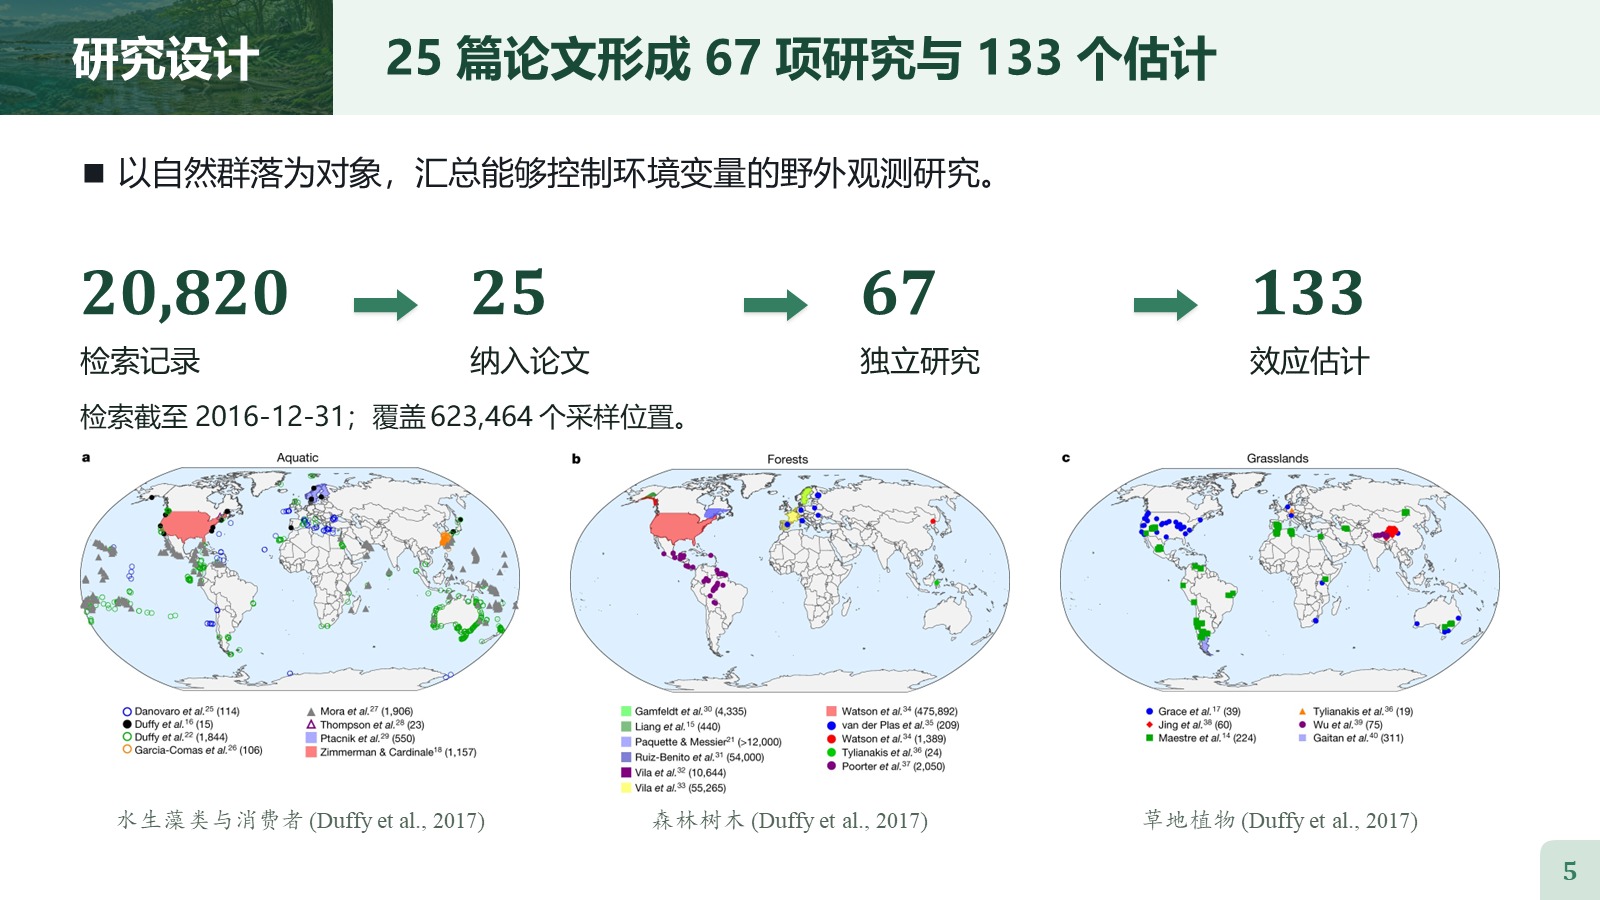 研究设计
25 篇论文形成 67 项研究与 133 个估计
■ 以自然群落为对象，汇总能够控制环境变量的野外观测研究。
20,820
25
67
133
检索记录
纳入论文
独立研究
效应估计
检索截至 2016-12-31；覆盖 623,464 个采样位置。
a
Aquatic
Danovaro et al.25 (114)
Duffy et al.16 (15)
Duffy et al.22 (1,844)
Garcia-Comas et al.26 (106)
Mora et al.27 (1,906)
Thompson et al.28 (23)
Ptacnik et al.29 (550)
Zimmerman & Cardinale18 (1,157)
水生藻类与消费者 (Duffy et al., 2017)
b
Forests
Gamfeldt et al.30 (4,335)
Liang et al.15 (440)
Paquette & Messier21 (>12,000)
Ruiz-Benito et al.31 (54,000)
Vila et al.32 (10,644)
Vila et al.33 (55,265)
Watson et al.34 (475,892)
van der Plas et al.35 (209)
Watson et al.34 (1,389)
Tylianakis et al.36 (24)
Poorter et al.37 (2,050)
森林树木 (Duffy et al., 2017)
c
Grasslands
Grace et al.17 (39)
Jing et al.38 (60)
Maestre et al.14 (224)
Tylianakis et al.36 (19)
Wu et al.39 (75)
Gaitan et al.40 (311)
草地植物 (Duffy et al., 2017)
5